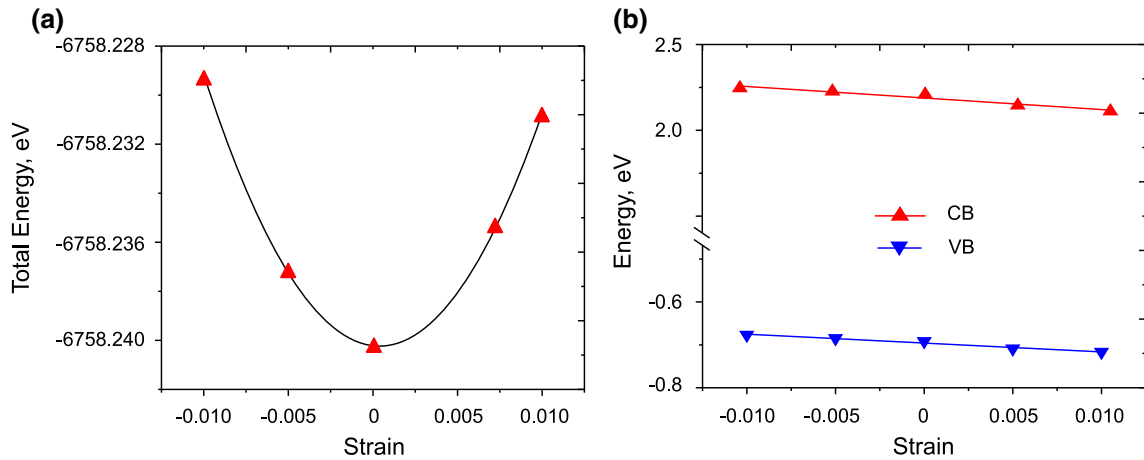 (a)
Total Energy, eV
-6758.228
-6758.232
-6758.236
-6758.240
-0.010 -0.005 0 0.005 0.010
Strain
(b)
Energy, eV
2.5
2.0
-0.6
-0.8
CB
VB
-0.010 -0.005 0 0.005 0.010
Strain